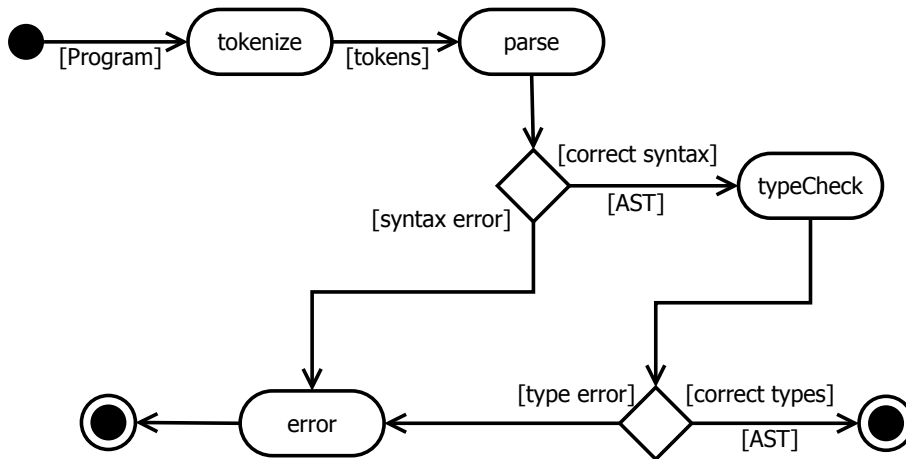 tokenize
parse
[Program]
[tokens]
[correct syntax]
typeCheck
[AST]
[syntax error]
[type error]
[correct types]
error
[AST]